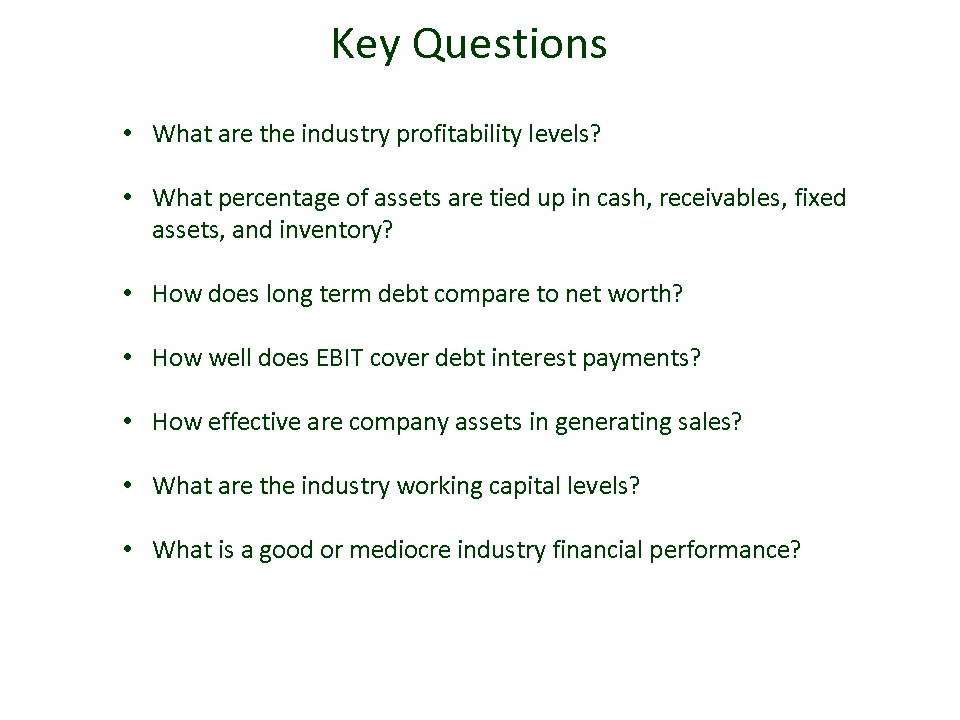 Key Questions
• What are the industry profitability levels?
• What percentage of assets are tied up in cash, receivables, fixed
assets, and inventory?
• How does long term debt compare to net worth?
• How well does EBIT cover debt interest payments?
• How effective are company assets in generating sales?
• What are the industry working capital levels?
• What is a good or mediocre industry financial performance?